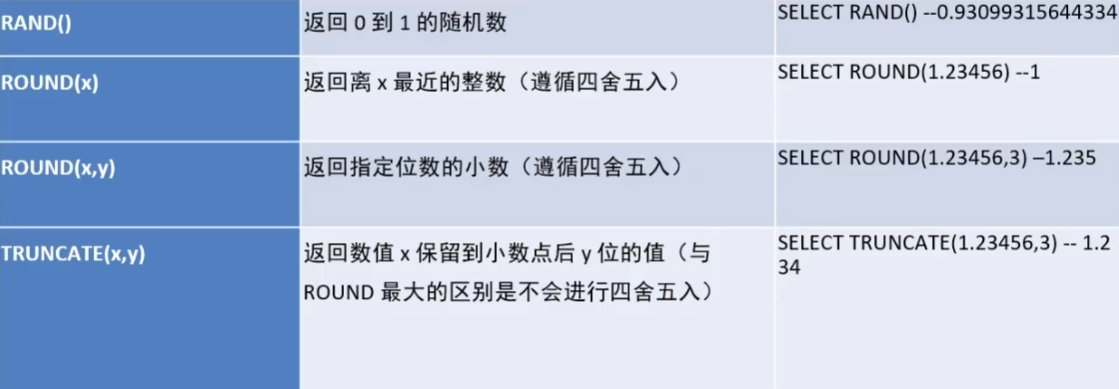 RAND()
返回 0 到 1 的随机数
SELECT RAND() --0.93099315644334
ROUND(x)
返回离 x 最近的整数（遵循四舍五入）
SELECT ROUND(1.23456) --1
ROUND(x,y)
返回指定位数的小数（遵循四舍五入）
SELECT ROUND(1.23456,3) –1.235
TRUNCATE(x,y)
返回数值 x 保留到小数点后 y 位的值（与
ROUND 最大的区别是不会进行四舍五入）
SELECT TRUNCATE(1.23456,3) -- 1.2
34